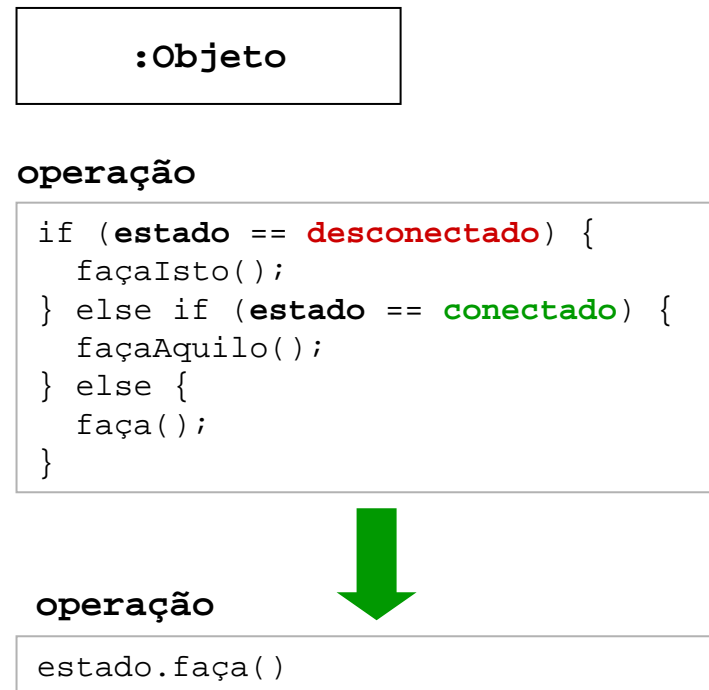 :Objeto
operação
if (estado == desconectado) {
façaIsto();
} else if (estado == conectado) {
façaAquilo();
} else {
faça();
}
operação
estado.faça()